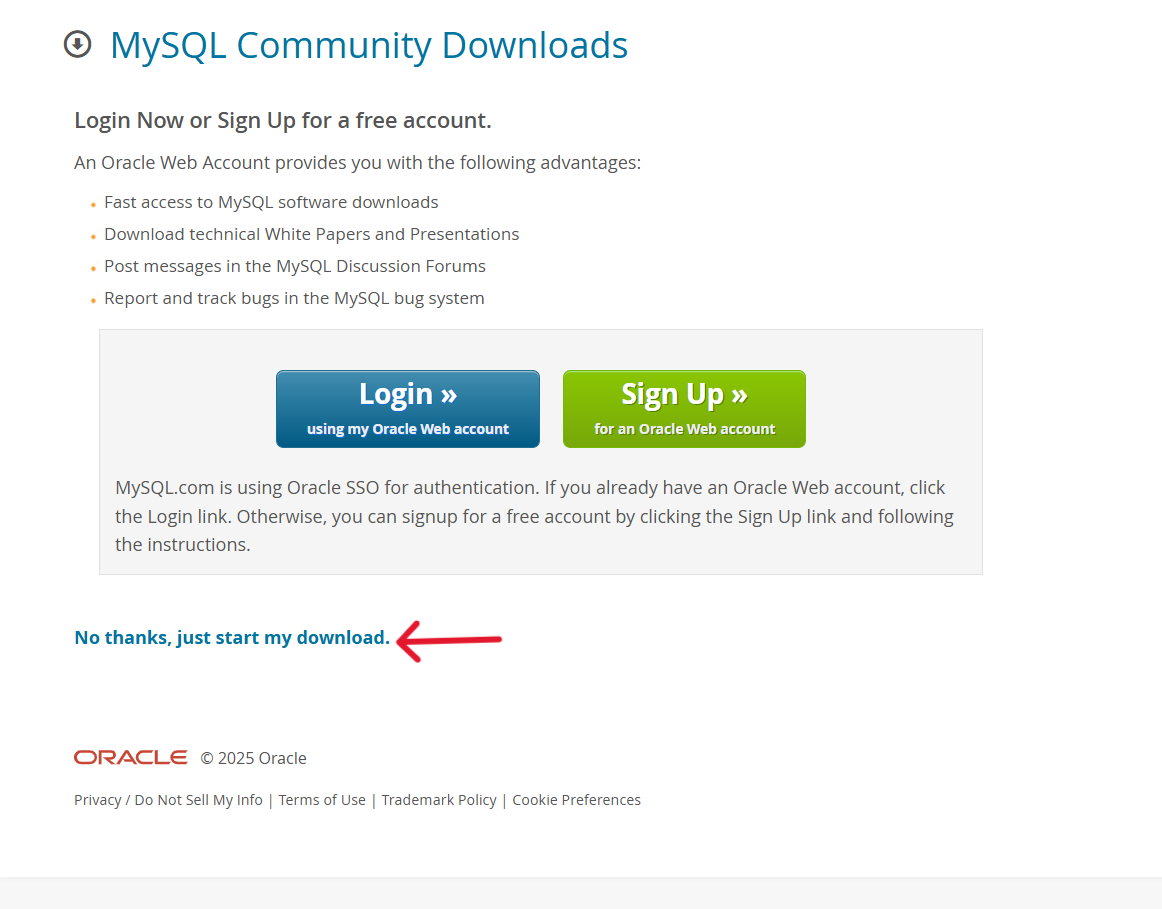 MySQL Community Downloads
Login Now or Sign Up for a free account.
An Oracle Web Account provides you with the following advantages:
Fast access to MySQL software downloads
Download technical White Papers and Presentations
Post messages in the MySQL Discussion Forums
Report and track bugs in the MySQL bug system
Login »
using my Oracle Web account
Sign Up »
for an Oracle Web account
MySQL.com is using Oracle SSO for authentication. If you already have an Oracle Web account, click
the Login link. Otherwise, you can signup for a free account by clicking the Sign Up link and following
the instructions.
No thanks, just start my download.
ORACLE © 2025 Oracle
Privacy / Do Not Sell My Info | Terms of Use | Trademark Policy | Cookie Preferences